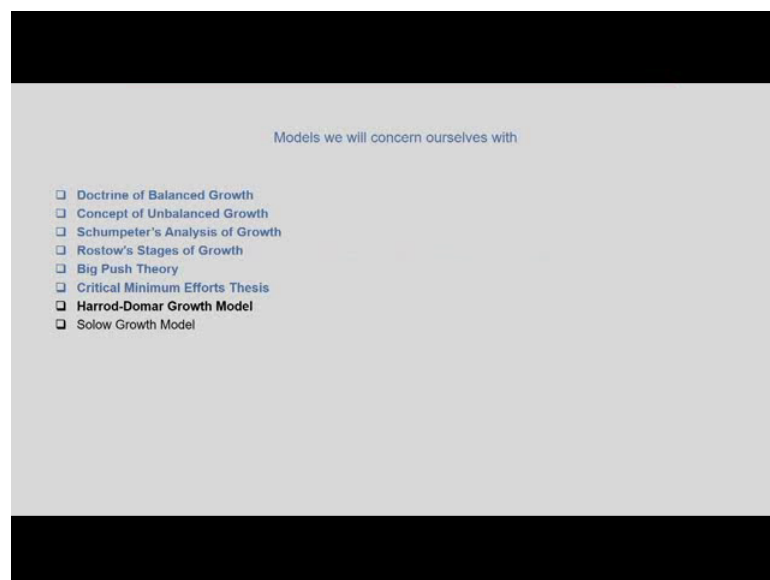 Models we will concern ourselves with
❑ Doctrine of Balanced Growth
❑ Concept of Unbalanced Growth
❑ Schumpeter's Analysis of Growth
❑ Rostow's Stages of Growth
❑ Big Push Theory
❑ Critical Minimum Efforts Thesis
❑ Harrod-Domar Growth Model
❑ Solow Growth Model